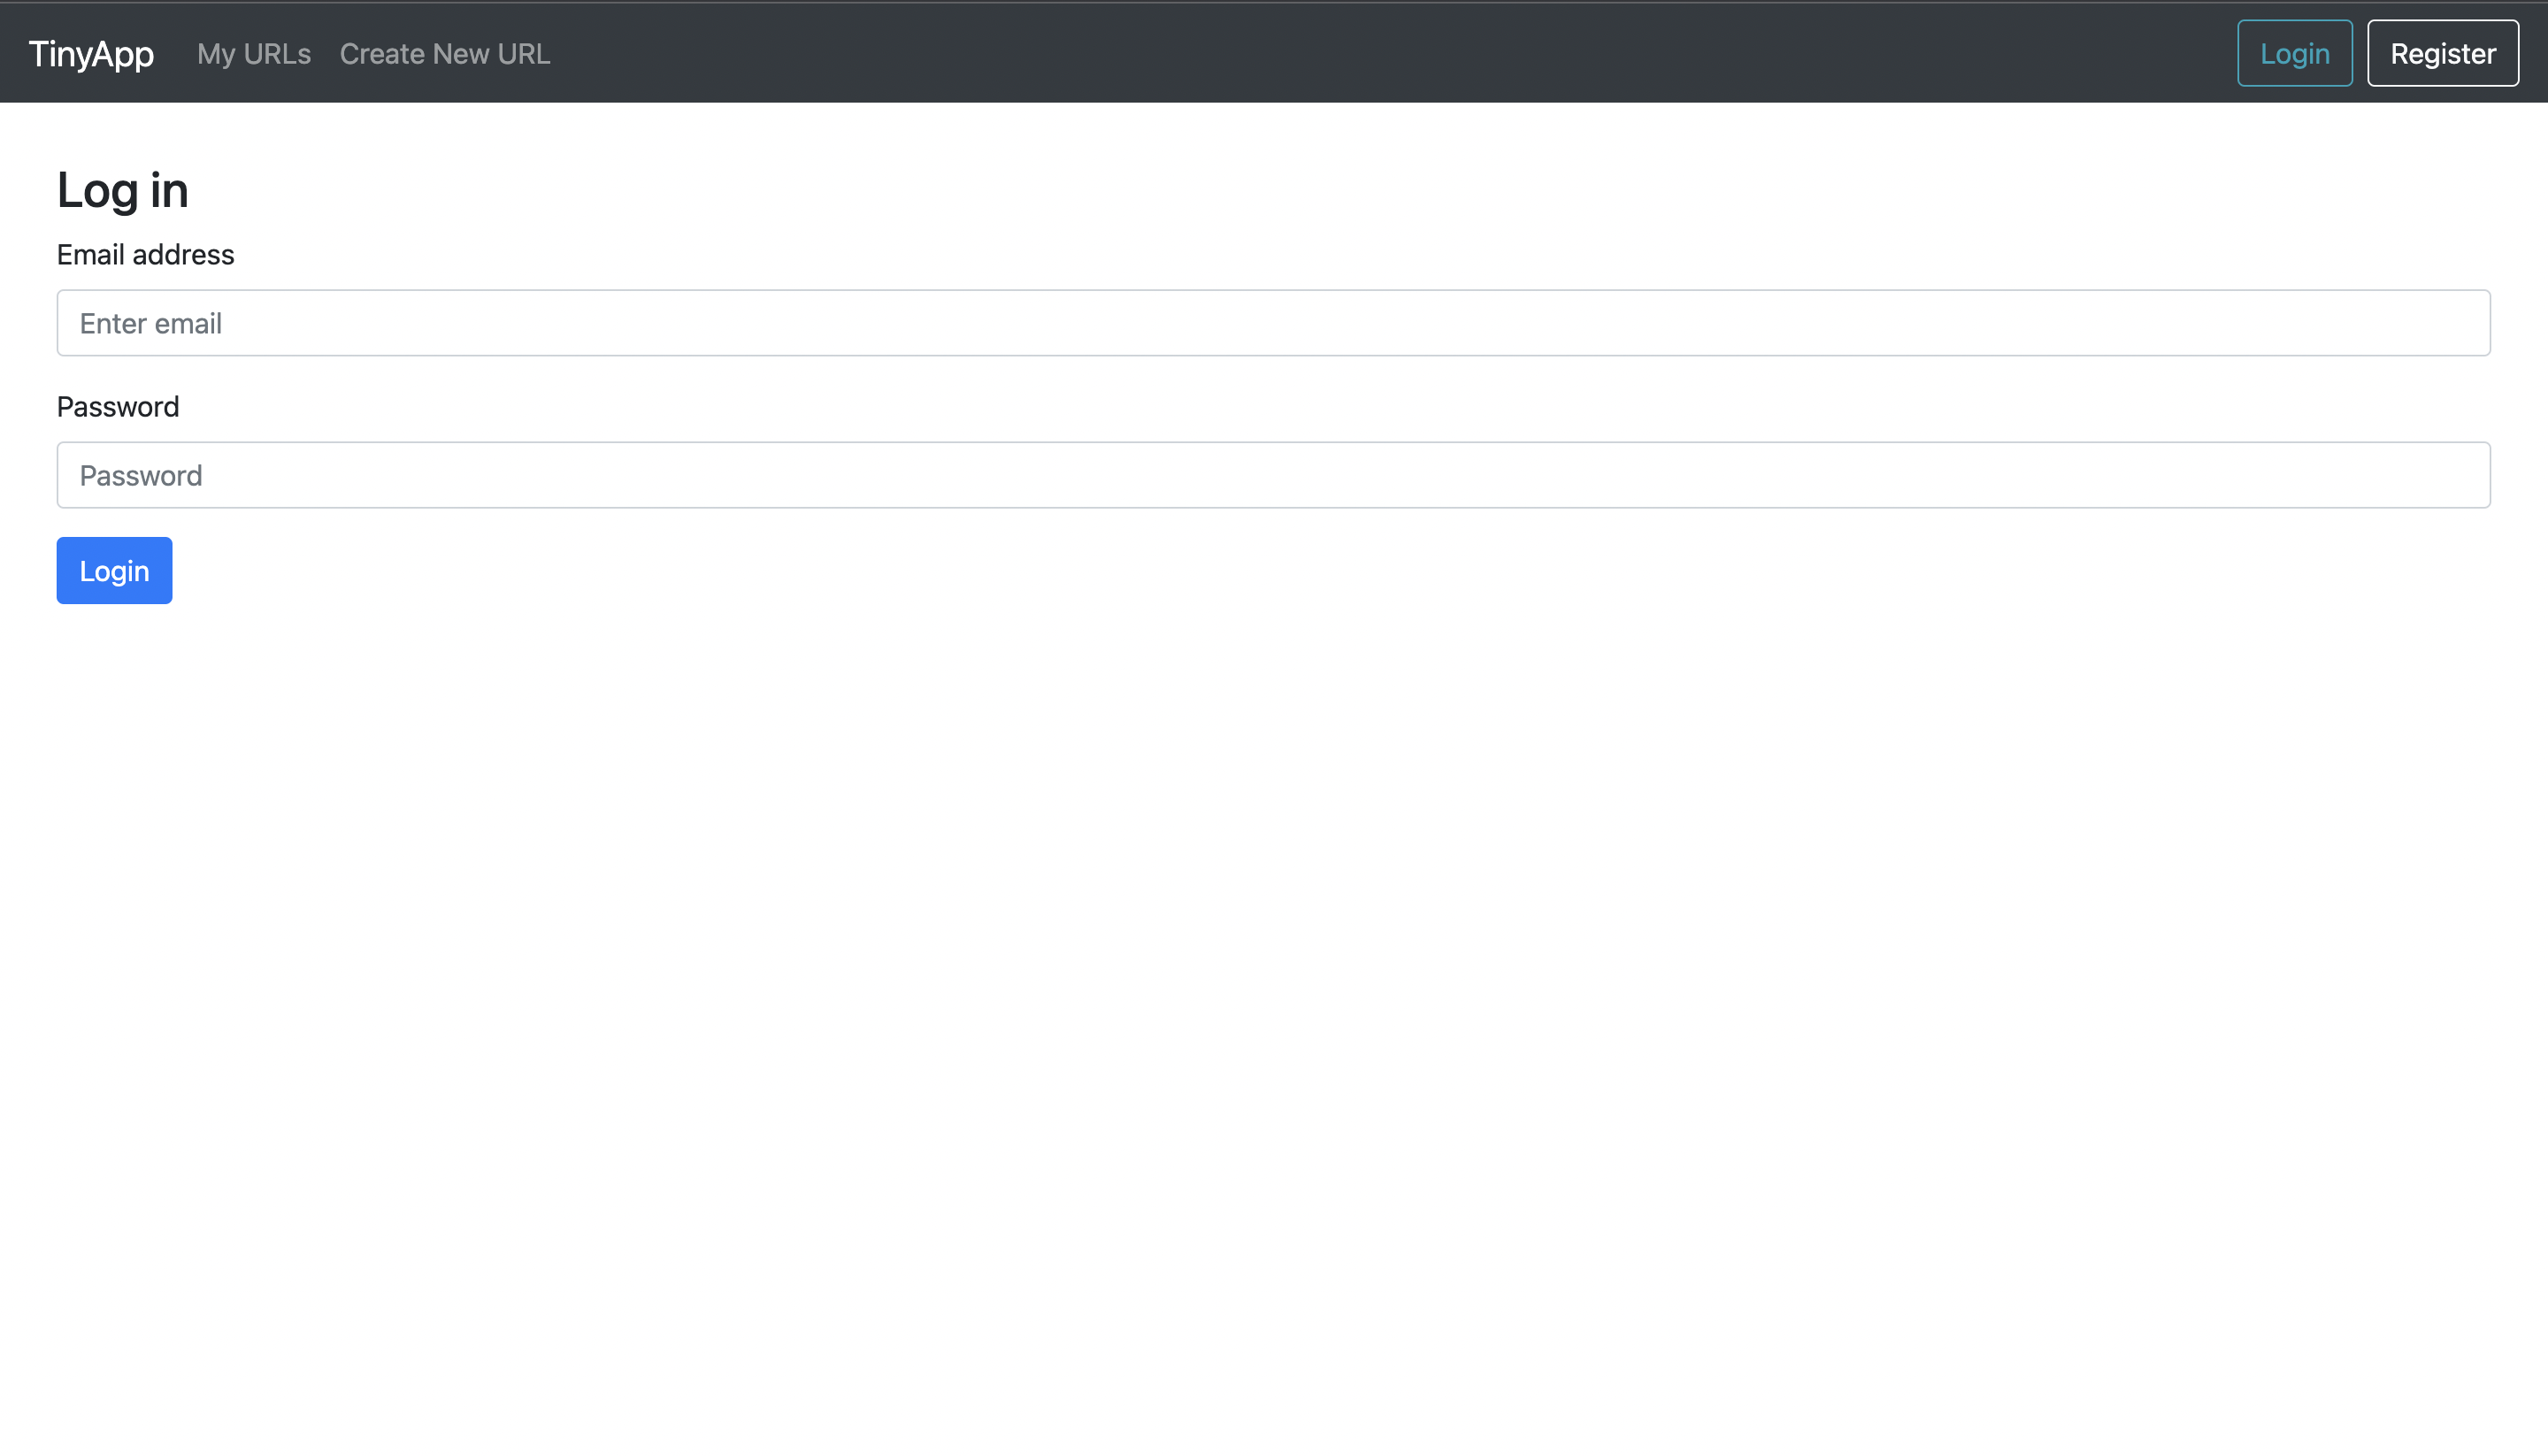 TinyApp My URLs Create New URL Login Register
Log in
Email address
Enter email
Password
Password
Login